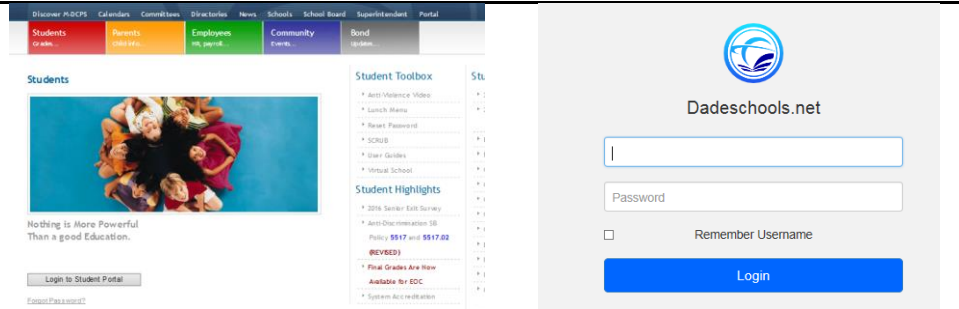 Discover M-DCPS Calendars Committees Directories News Schools School Board Superintendent Portal
Students Parents Employees Community Bond
Grades... Child Info... HR, payroll... Events... Updates...
Students
Nothing is More Powerful
Than a good Education.
Login to Student Portal
Forgot Password?
Student Toolbox
Anti-Violence Video
Lunch Menu
Reset Password
SCRUB
User Guides
Virtual School
Student Highlights
2016 Senior Exit Survey
Anti-Discrimination SB
Policy 5517 and 5517.02
(REVISED)
Final Grades Are Now
Available for EOC
System Accreditation
Stu
Dadeschools.net
Password
Remember Username
Login